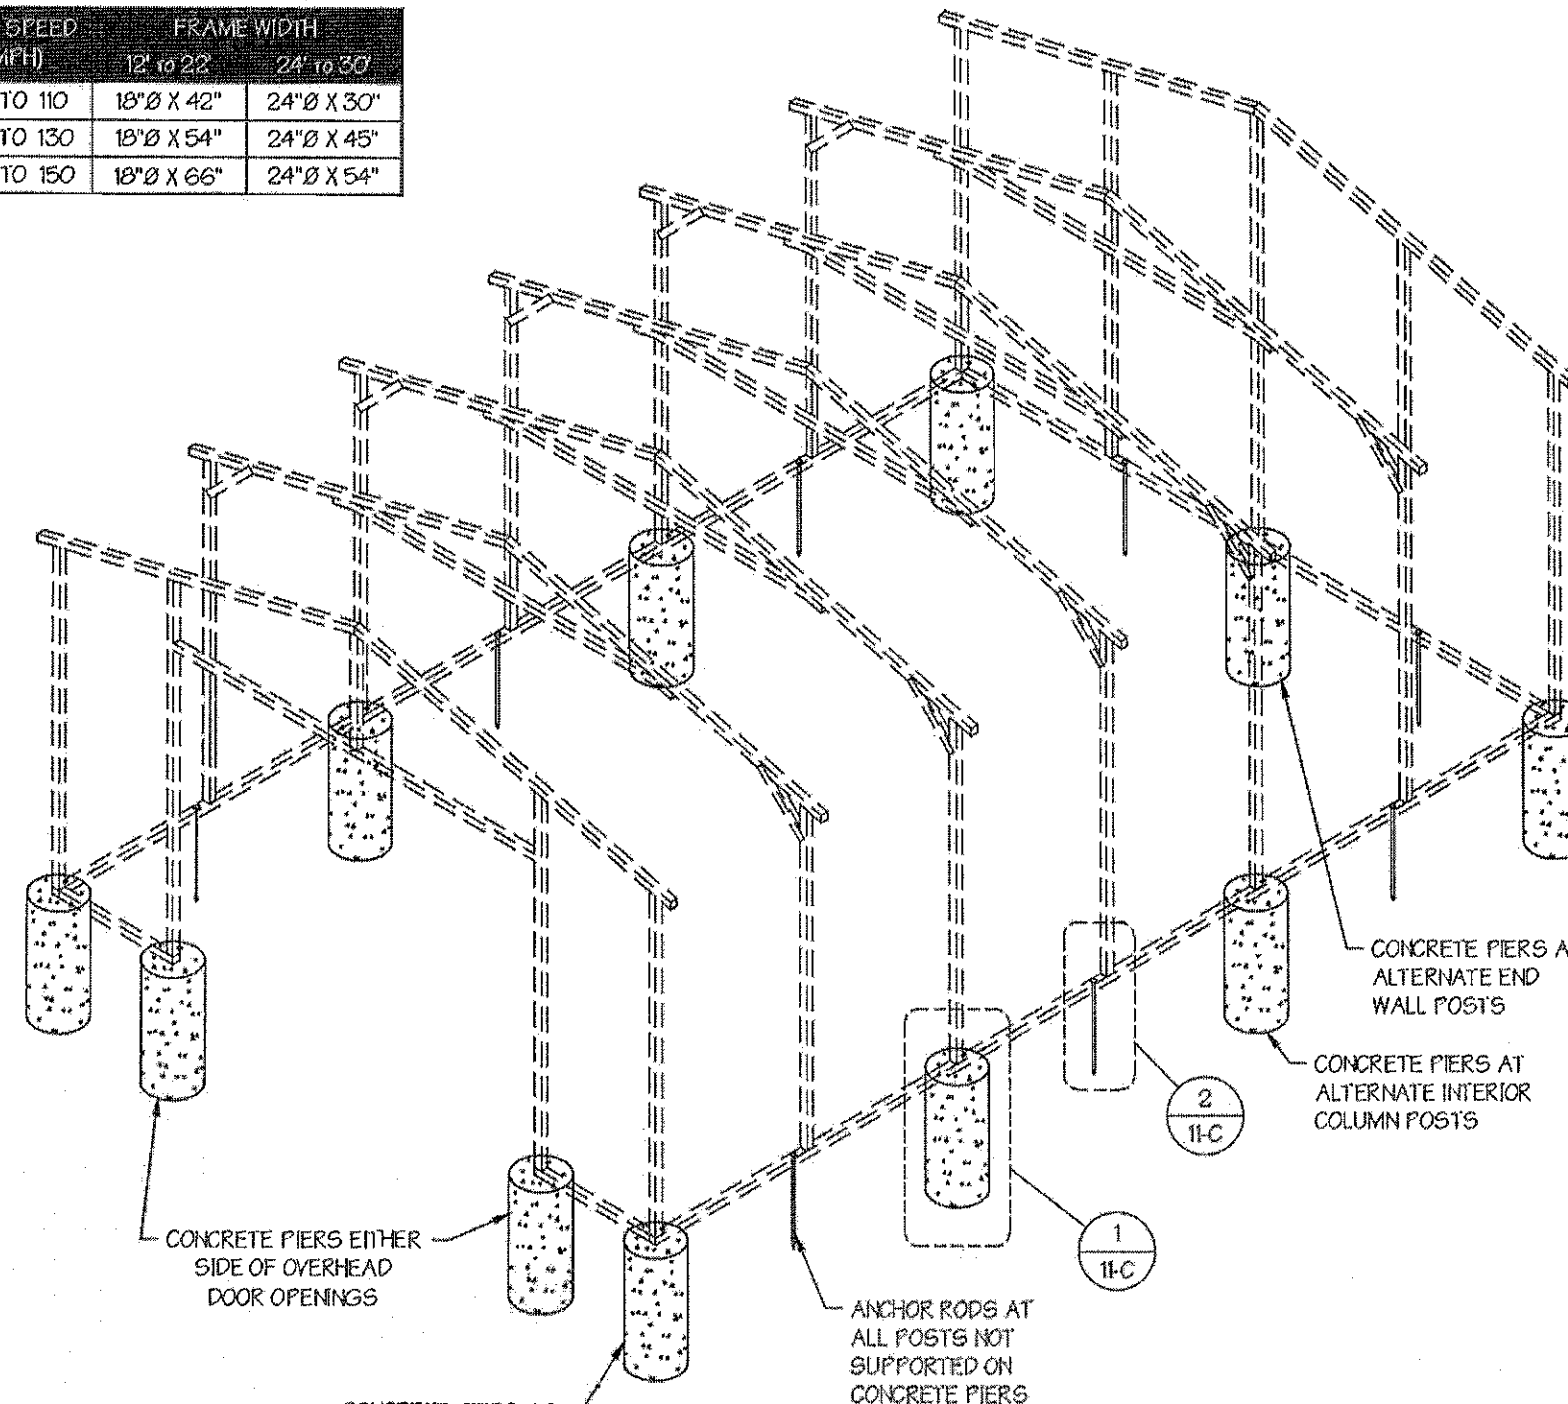 SPEED FRAME WIDTH
MPH) 12' TO 22' 24' TO 30'
TO 110 18"Ø X 42" 24"Ø X 30"
TO 130 18"Ø X 54" 24"Ø X 45"
TO 150 18"Ø X 66" 24"Ø X 54"
CONCRETE PIERS A
ALTERNATE END
WALL POSTS
CONCRETE PIERS AT
ALTERNATE INTERIOR
COLUMN POSTS
2
11-C
1
11-C
CONCRETE PIERS EITHER
SIDE OF OVERHEAD
DOOR OPENINGS
ANCHOR RODS AT
ALL POSTS NOT
SUPPORTED ON
CONCRETE PIERS